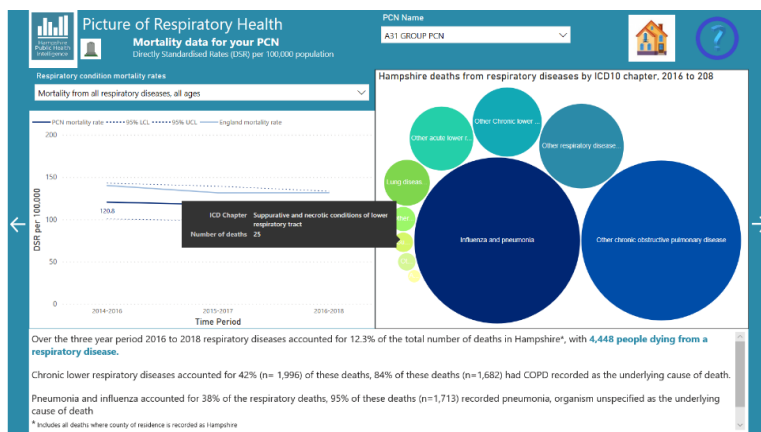 Hampshire
Public Health
Intelligence
Picture of Respiratory Health
Mortality data for your PCN
Directly Standardised Rates (DSR) per 100,000 population
PCN Name
A31 GROUP PCN
?
Respiratory condition mortality rates
Mortality from all respiratory diseases, all ages
PCN mortality rate 95% LCL 95% UCL England mortality rate
200
150
100
50
0
DSR per 100,000
120.8
2014-2016 2015-2017 2016-2018
Time Period
Hampshire deaths from respiratory diseases by ICD10 chapter, 2016 to 208
Other Chronic lower ...
Other acute lower r...
Other respiratory disease...
Lung diseas...
Influenza and pneumonia
Other chronic obstructive pulmonary disease
ICD Chapter Suppurative and necrotic conditions of lower
respiratory tract
Number of deaths 25
Over the three year period 2016 to 2018 respiratory diseases accounted for 12.3% of the total number of deaths in Hampshire*, with 4,448 people dying from a
respiratory disease.
Chronic lower respiratory diseases accounted for 42% (n= 1,996) of these deaths, 84% of these deaths (n=1,682) had COPD recorded as the underlying cause of death.
Pneumonia and influenza accounted for 38% of the respiratory deaths, 95% of these deaths (n=1,713) recorded pneumonia, organism unspecified as the underlying
cause of death
* Includes all deaths where county of residence is recorded as Hampshire